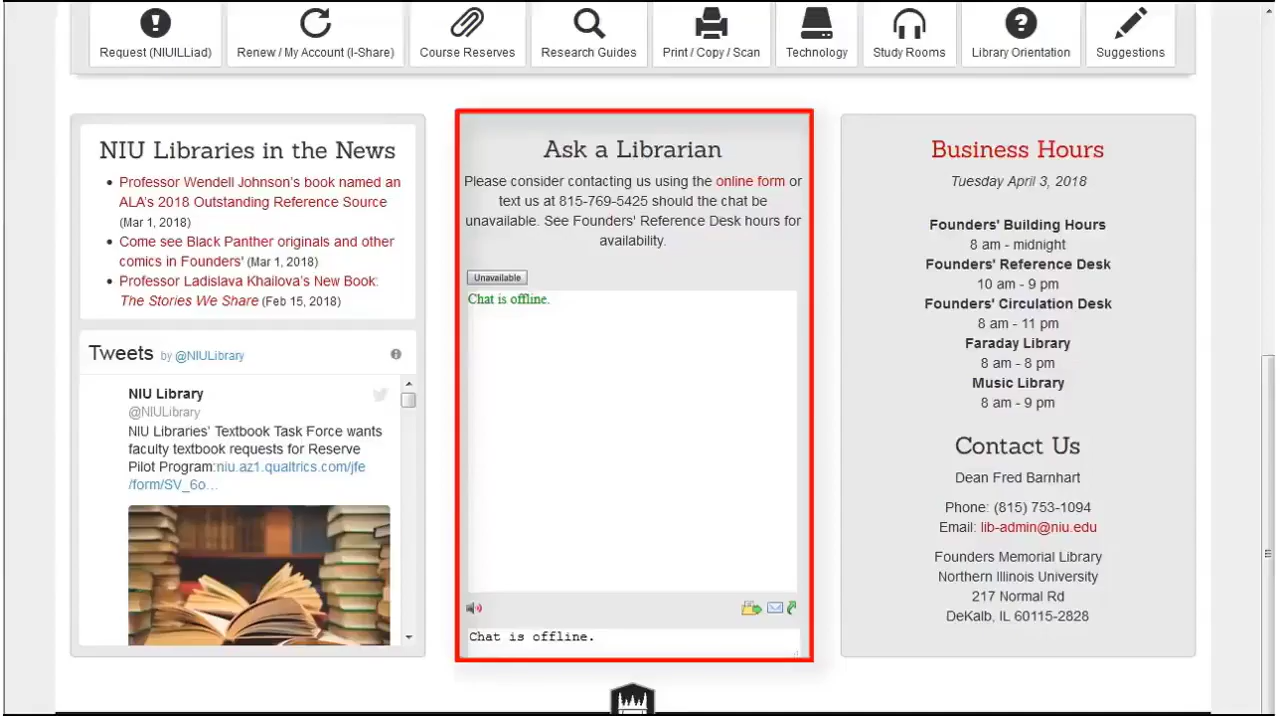 Request (NIUILLiad)
Renew / My Account (I-Share)
Course Reserves
Research Guides
Print / Copy / Scan
Technology
Study Rooms
Library Orientation
Suggestions
NIU Libraries in the News
Professor Wendell Johnson's book named an
ALA's 2018 Outstanding Reference Source
(Mar 1, 2018)
Come see Black Panther originals and other
comics in Founders' (Mar 1, 2018)
Professor Ladislava Khailova's New Book:
The Stories We Share (Feb 15, 2018)
Tweets by @NIULibrary
NIU Library
@NIULibrary
NIU Libraries' Textbook Task Force wants
faculty textbook requests for Reserve
Pilot Program:niu.az1.qualtrics.com/jfe
/form/SV_6o…
Ask a Librarian
Please consider contacting us using the online form or
text us at 815-769-5425 should the chat be
unavailable. See Founders' Reference Desk hours for
availability.
Unavailable
Chat is offline.
Chat is offline.
Business Hours
Tuesday April 3, 2018
Founders' Building Hours
8 am - midnight
Founders' Reference Desk
10 am - 9 pm
Founders' Circulation Desk
8 am - 11 pm
Faraday Library
8 am - 8 pm
Music Library
8 am - 9 pm
Contact Us
Dean Fred Barnhart
Phone: (815) 753-1094
Email: lib-admin@niu.edu
Founders Memorial Library
Northern Illinois University
217 Normal Rd
DeKalb, IL 60115-2828